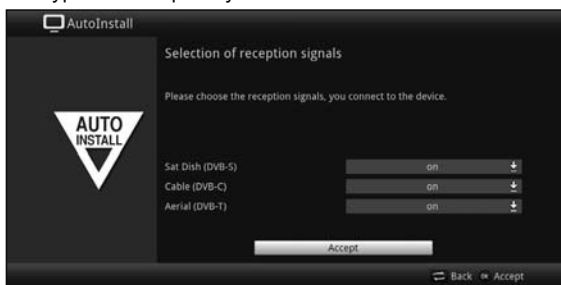 AutoInstall
Selection of reception signals
Please choose the reception signals, you connect to the device.
AUTO
INSTALL
Sat Dish (DVB-S) on
Cable (DVB-C) on
Aerial (DVB-T) on
Accept
Back OK Accept